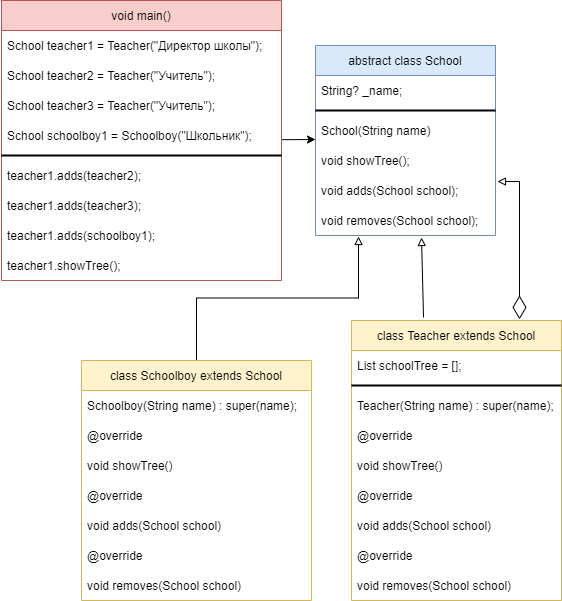 void main()
School teacher1 = Teacher("Директор школы");
School teacher2 = Teacher("Учитель");
School teacher3 = Teacher("Учитель");
School schoolboy1 = Schoolboy("Школьник");
teacher1.adds(teacher2);
teacher1.adds(teacher3);
teacher1.adds(schoolboy1);
teacher1.showTree();
abstract class School
String? _name;
School(String name)
void showTree();
void adds(School school);
void removes(School school);
class Schoolboy extends School
Schoolboy(String name) : super(name);
@override
void showTree()
@override
void adds(School school)
@override
void removes(School school)
class Teacher extends School
List schoolTree = [];
Teacher(String name) : super(name);
@override
void showTree()
@override
void adds(School school)
@override
void removes(School school)